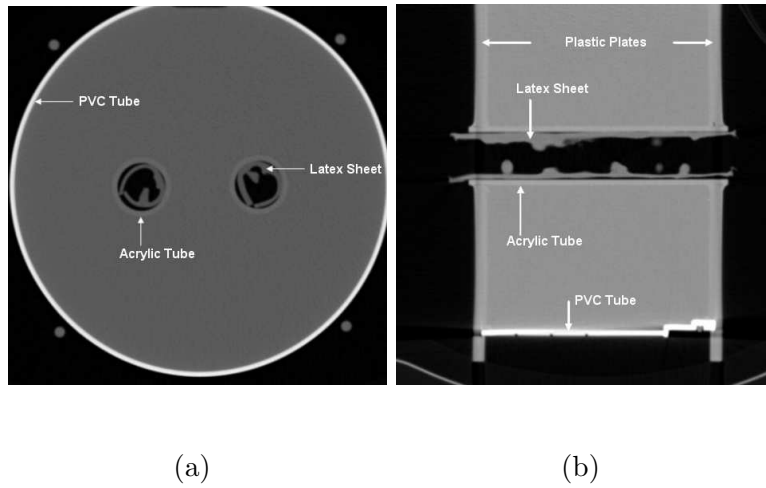 PVC Tube
Latex Sheet
Acrylic Tube
Plastic Plates
Latex Sheet
Acrylic Tube
PVC Tube
(a)
(b)